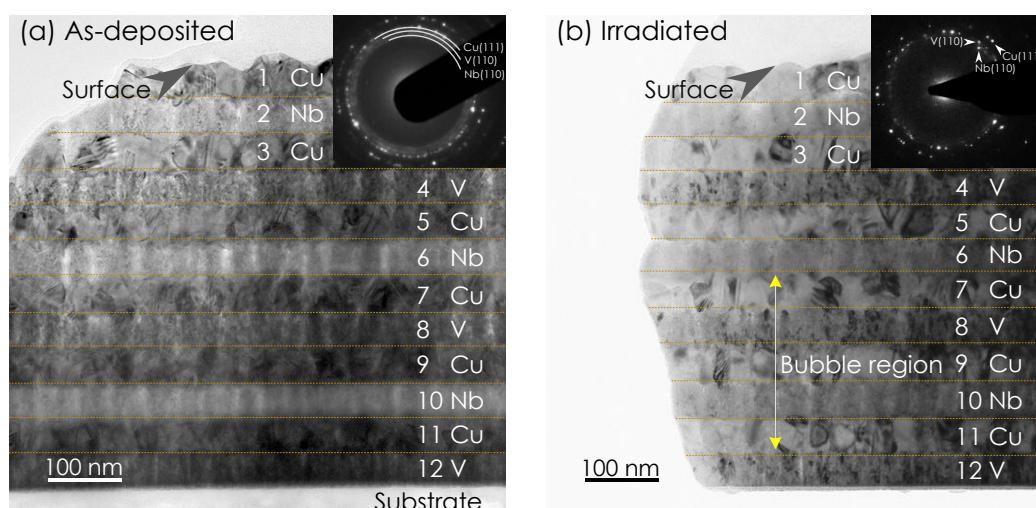 (a) As-deposited
Cu(111)
V(110)
Nb(110)
Surface
1 Cu
2 Nb
3 Cu
4 V
5 Cu
6 Nb
7 Cu
8 V
9 Cu
10 Nb
11 Cu
12 V
100 nm
Substrate
(b) Irradiated
V(110)
Cu(111)
Nb(110)
Surface
1 Cu
2 Nb
3 Cu
4 V
5 Cu
6 Nb
7 Cu
8 V
Bubble region
9 Cu
10 Nb
11 Cu
12 V
100 nm